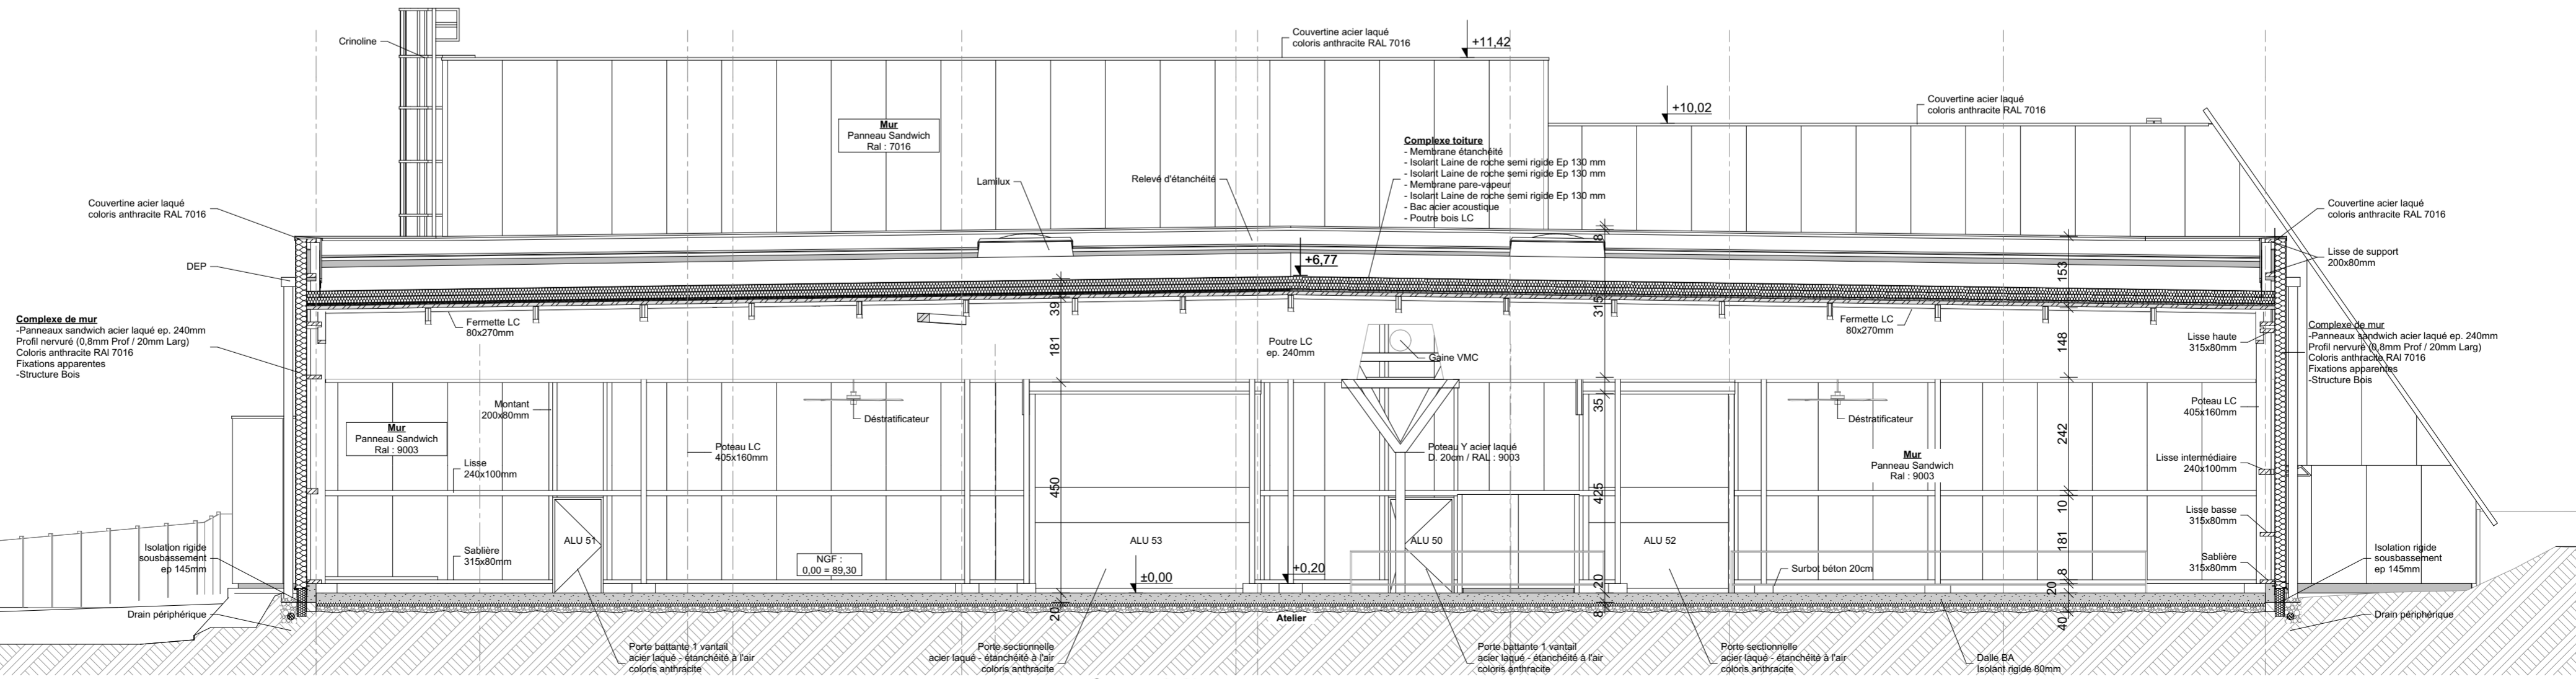 Crinoline
Couvertine acier laqué
coloris anthracite RAL 7016
+11,42
+10,02
Couvertine acier laqué
coloris anthracite RAL 7016
Mur
Panneau Sandwich
Ral : 7016
Complexe toiture
- Membrane étanchéité
- Isolant Laine de roche semi rigide Ep 130 mm
- Isolant Laine de roche semi rigide Ep 130 mm
- Membrane pare-vapeur
- Isolant Laine de roche semi rigide Ep 130 mm
- Bac acier acoustique
- Poutre bois LC
Lamilux
Relevé d'étanchéité
Couvertine acier laqué
coloris anthracite RAL 7016
Couvertine acier laqué
coloris anthracite RAL 7016
DEP
+6,77
Lisse de support
200x80mm
8
153
39
315
Complexe de mur
-Panneaux sandwich acier laqué ep. 240mm
Profil nervuré (0,8mm Prof / 20mm Larg)
Coloris anthracite RAl 7016
Fixations apparentes
-Structure Bois
Fermette LC
80x270mm
Poutre LC
ep. 240mm
Gaine VMC
Fermette LC
80x270mm
Lisse haute
315x80mm
Complexe de mur
-Panneaux sandwich acier laqué ep. 240mm
Profil nervuré (0,8mm Prof / 20mm Larg)
Coloris anthracite RAl 7016
Fixations apparentes
-Structure Bois
181
148
Montant
200x80mm
Déstratificateur
35
Déstratificateur
Poteau LC
405x160mm
Mur
Panneau Sandwich
Ral : 9003
Poteau LC
405x160mm
Poteau Y acier laqué
D. 20cm / RAL : 9003
242
Mur
Panneau Sandwich
Ral : 9003
Lisse
240x100mm
Lisse intermédiaire
240x100mm
450
425
10
Lisse basse
315x80mm
ALU 51
ALU 53
ALU 50
ALU 52
181
Isolation rigide
sousbassement
ep 145mm
Sablière
315x80mm
NGF :
0,00 = 89,30
±0,00
+0,20
Surbot béton 20cm
8
Sablière
315x80mm
Isolation rigide
sousbassement
ep 145mm
20
20
20
8
40
Drain périphérique
Atelier
Drain périphérique
Porte battante 1 vantail
acier laqué - étanchéité à l'air
coloris anthracite
Porte sectionnelle
acier laqué - étanchéité à l'air
coloris anthracite
Porte battante 1 vantail
acier laqué - étanchéité à l'air
coloris anthracite
Porte sectionnelle
acier laqué - étanchéité à l'air
coloris anthracite
Dalle BA
Isolant rigide 80mm